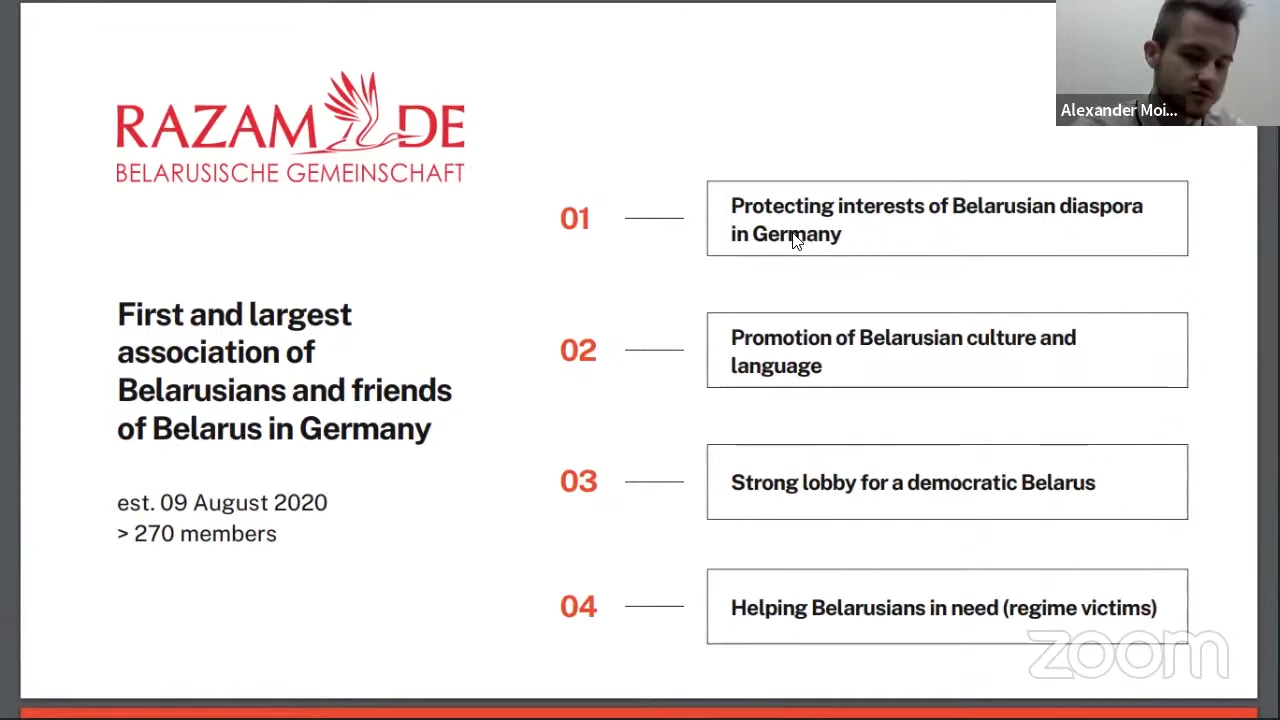 Alexander Moi...
RAZAM DE
BELARUSISCHE GEMEINSCHAFT
First and largest
association of
Belarusians and friends
of Belarus in Germany
est. 09 August 2020
> 270 members
01
Protecting interests of Belarusian diaspora
in Germany
02
Promotion of Belarusian culture and
language
03
Strong lobby for a democratic Belarus
04
Helping Belarusians in need (regime victims)
zoom